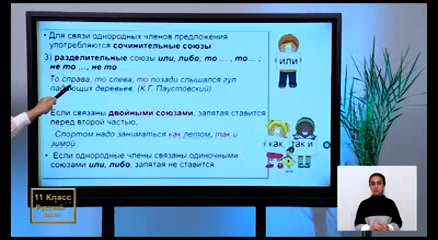 • Для связи однородных членов предложения
употребляются сочинительные союзы:
3) разделительные союзы или, либо; то ... , то... ;
не то ..., не то
То справа, то слева, то позади слышался гул
падающих деревьев. (К.Г. Паустовский)
Если связаны двойными союзами, запятая ставится
перед второй частью,
Спортом надо заниматься как летом, так и
зимой.
• Если однородные члены связаны одиночными
союзами или, либо, запятая не ставится.
или
как, так и
11 Класс
Русский